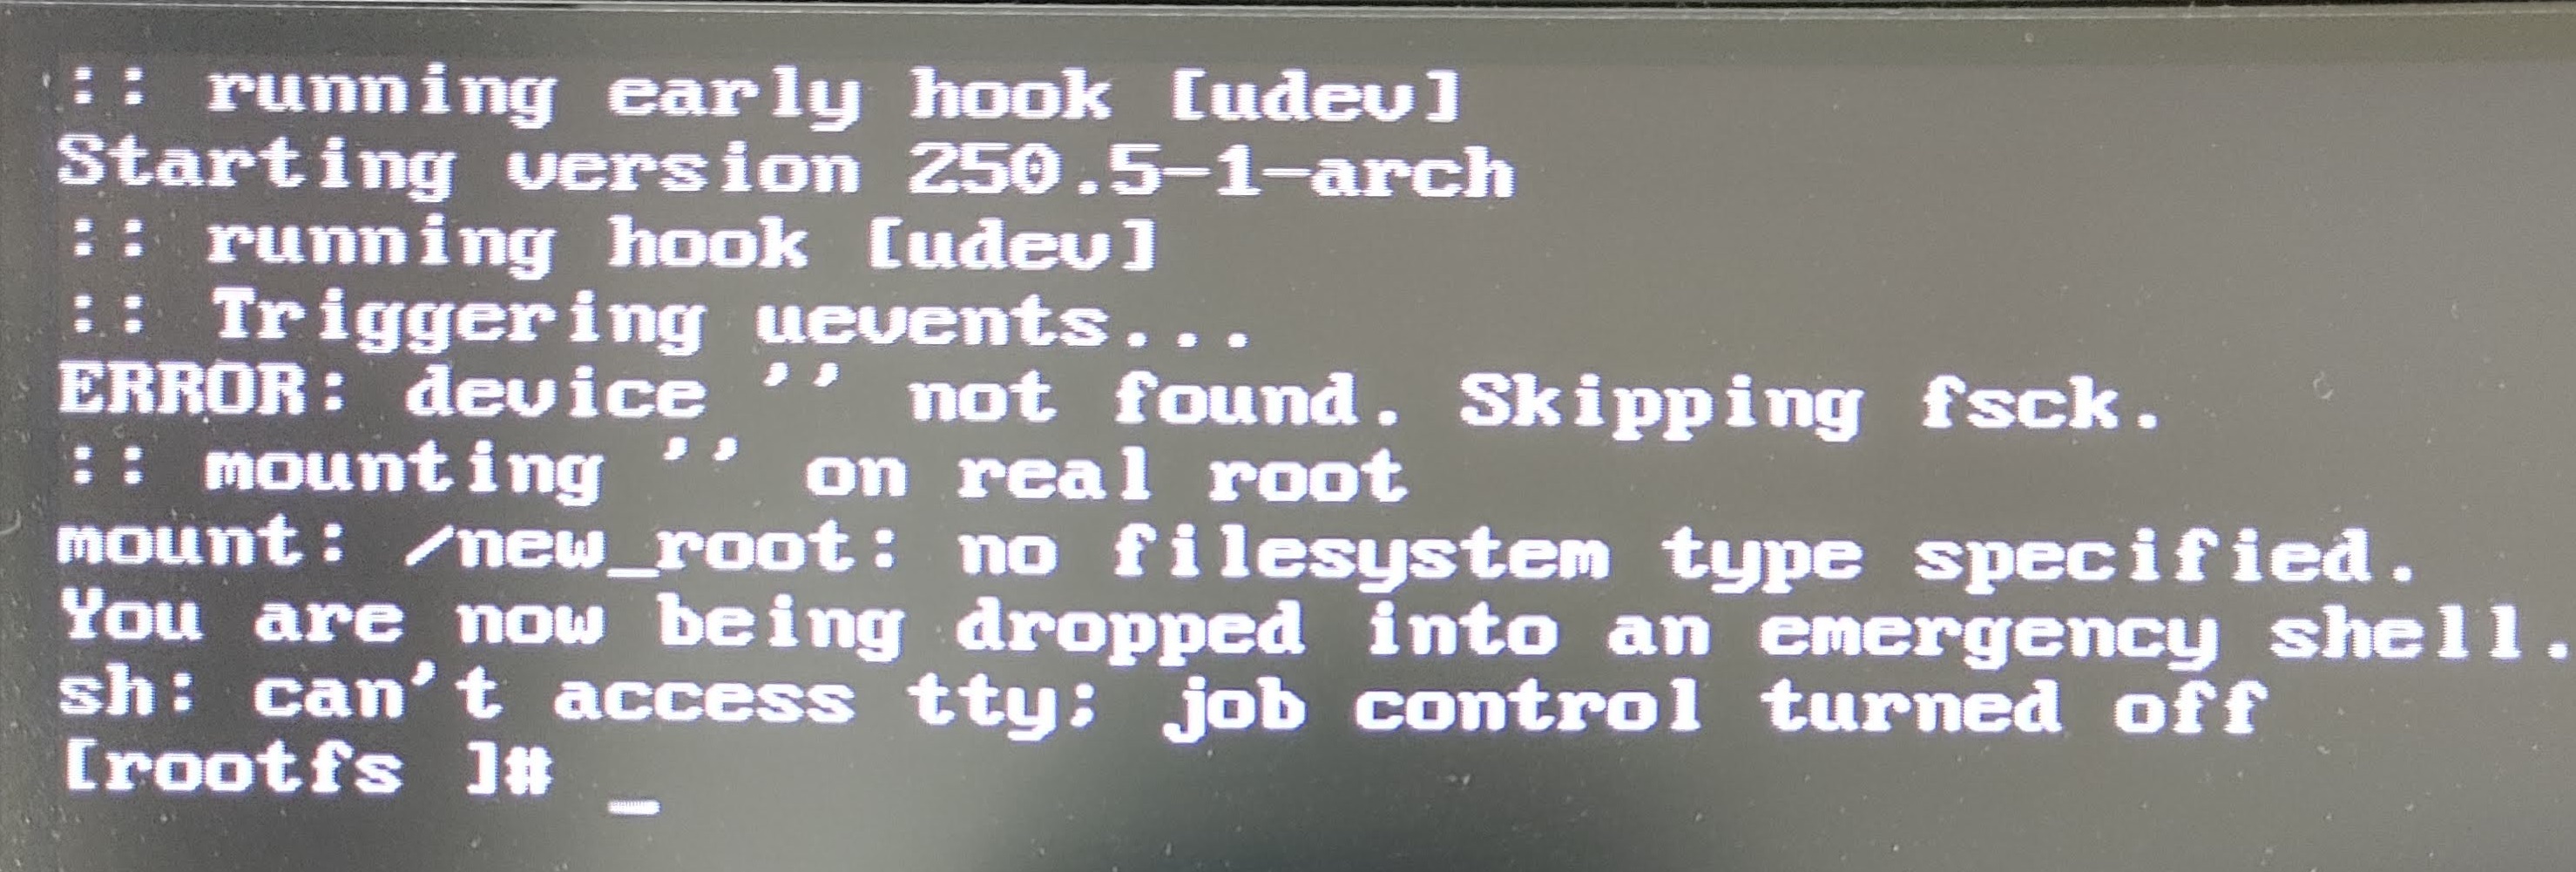 :: running early hook [udev]
Starting version 250.5-1-arch
:: running hook [udev]
:: Triggering uevents...
ERROR: device '' not found. Skipping fsck.
:: mounting '' on real root
mount: /new_root: no filesystem type specified.
You are now being dropped into an emergency shell.
sh: can't access tty; job control turned off
[rootfs ]# _